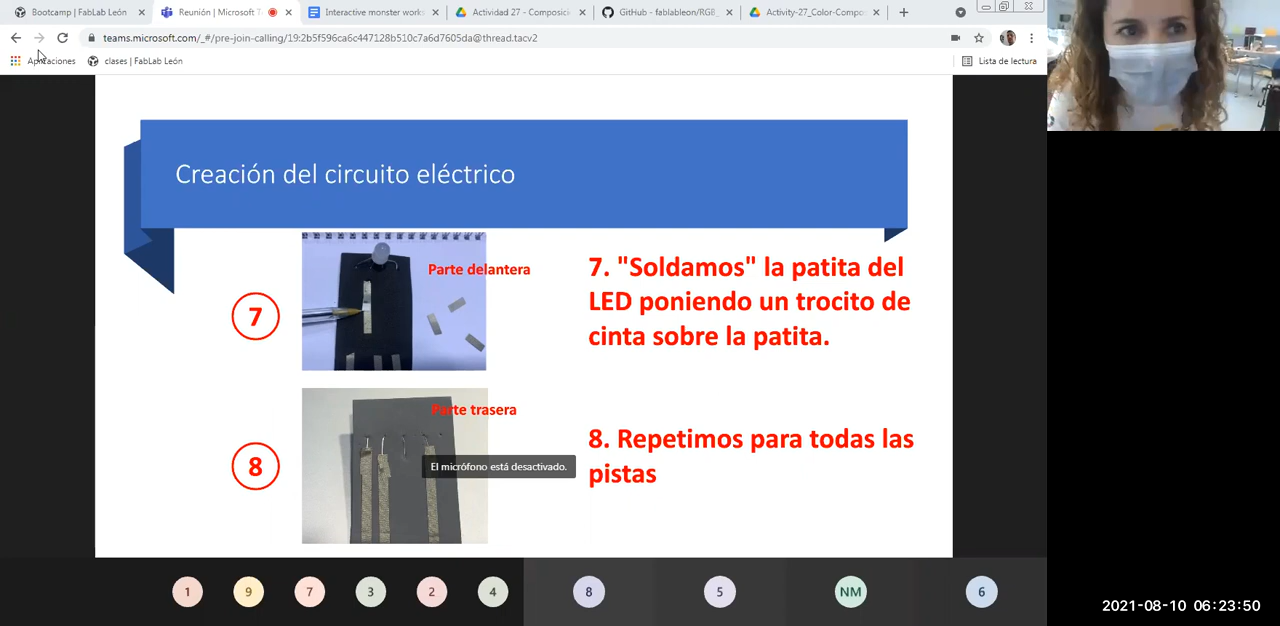 Bootcamp | FabLab León
Reunión | Microsoft Te
Interactive monster work
Actividad 27 - Composici
GitHub - fablableon/RGB_
Activity-27_Color-Compo
teams.microsoft.com/_#/pre-join-calling/19:2b5f596ca6c447128b510c7a6d7605da@thread.tacv2
Aplicaciones
clases | FabLab León
Lista de lectura
Creación del circuito eléctrico
7
Parte delantera
7. "Soldamos" la patita del
LED poniendo un trocito de
cinta sobre la patita.
8
Parte trasera
El micrófono está desactivado.
8. Repetimos para todas las
pistas
1
9
7
3
2
4
8
5
NM
6
2021-08-10 06:23:50